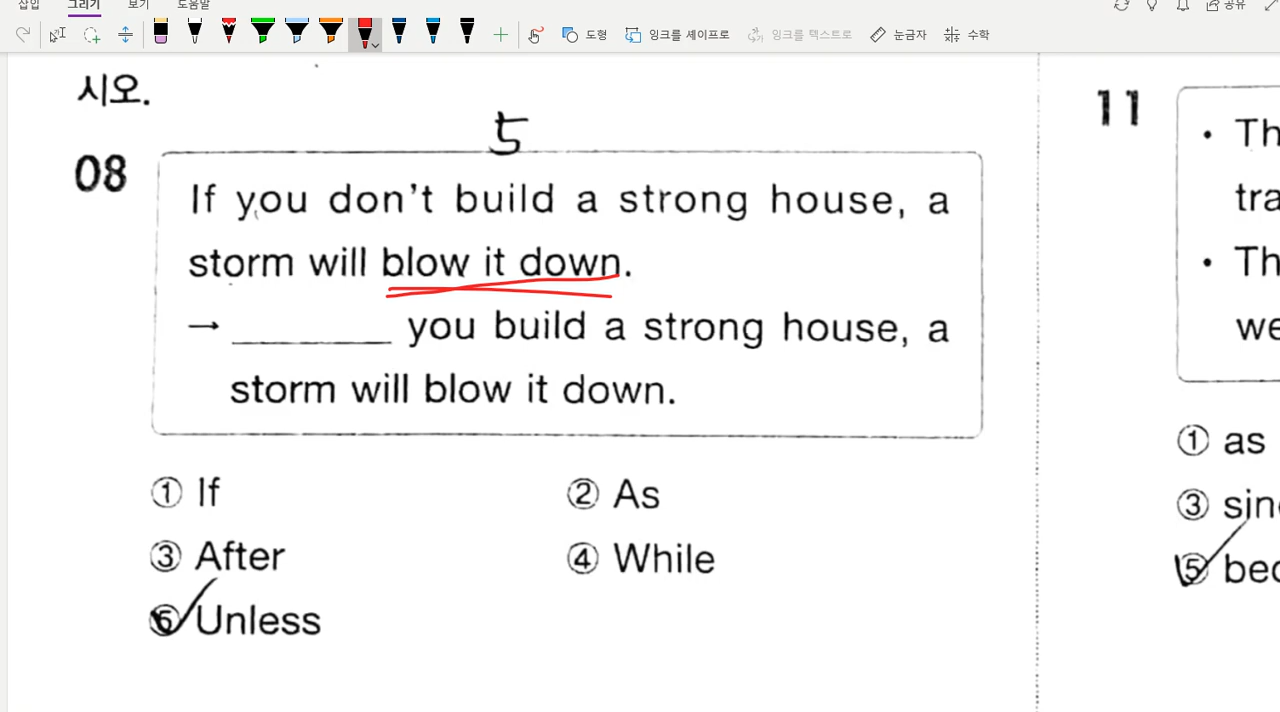 삽입 그리기 보기 도움말 공유
도형 잉크를 셰이프로 잉크를 텍스트로 눈금자 수학
시오.
5
08
If you don't build a strong house, a
storm will blow it down.
→ ________ you build a strong house, a
storm will blow it down.
① If ② As
③ After ④ While
⑤ Unless
11
• Th
tra
• Th
we
① as
③ sin
⑤ bec